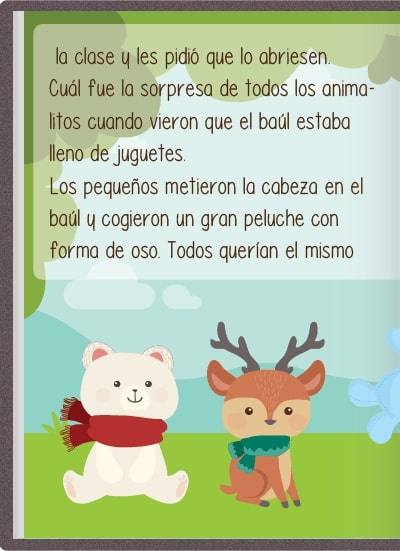 la clase y les pidió que lo abriesen.
Cuál fue la sorpresa de todos los anima-
litos cuando vieron que el baúl estaba
lleno de juguetes.
Los pequeños metieron la cabeza en el
baúl y cogieron un gran peluche con
forma de oso. Todos querían el mismo